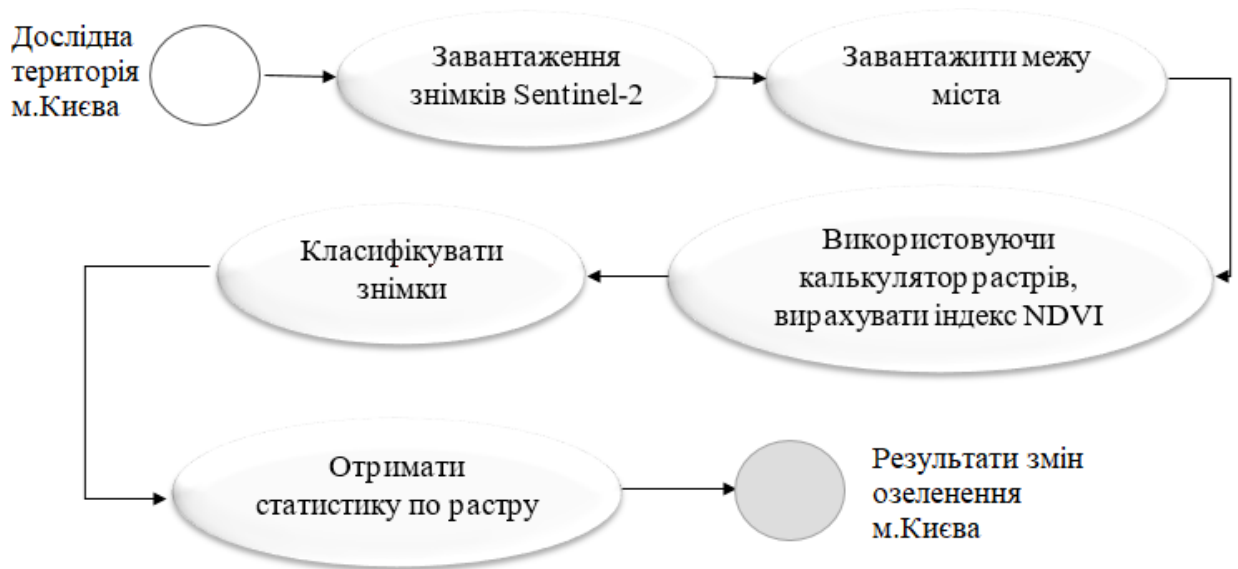 Дослідна
територія
м.Києва
Завантаження
знімків Sentinel-2
Завантажити межу
міста
Використовуючи
калькулятор растрів,
вирахувати індекс NDVI
Класифікувати
знімки
Отримати
статистику по растру
Результати змін
озеленення
м.Києва